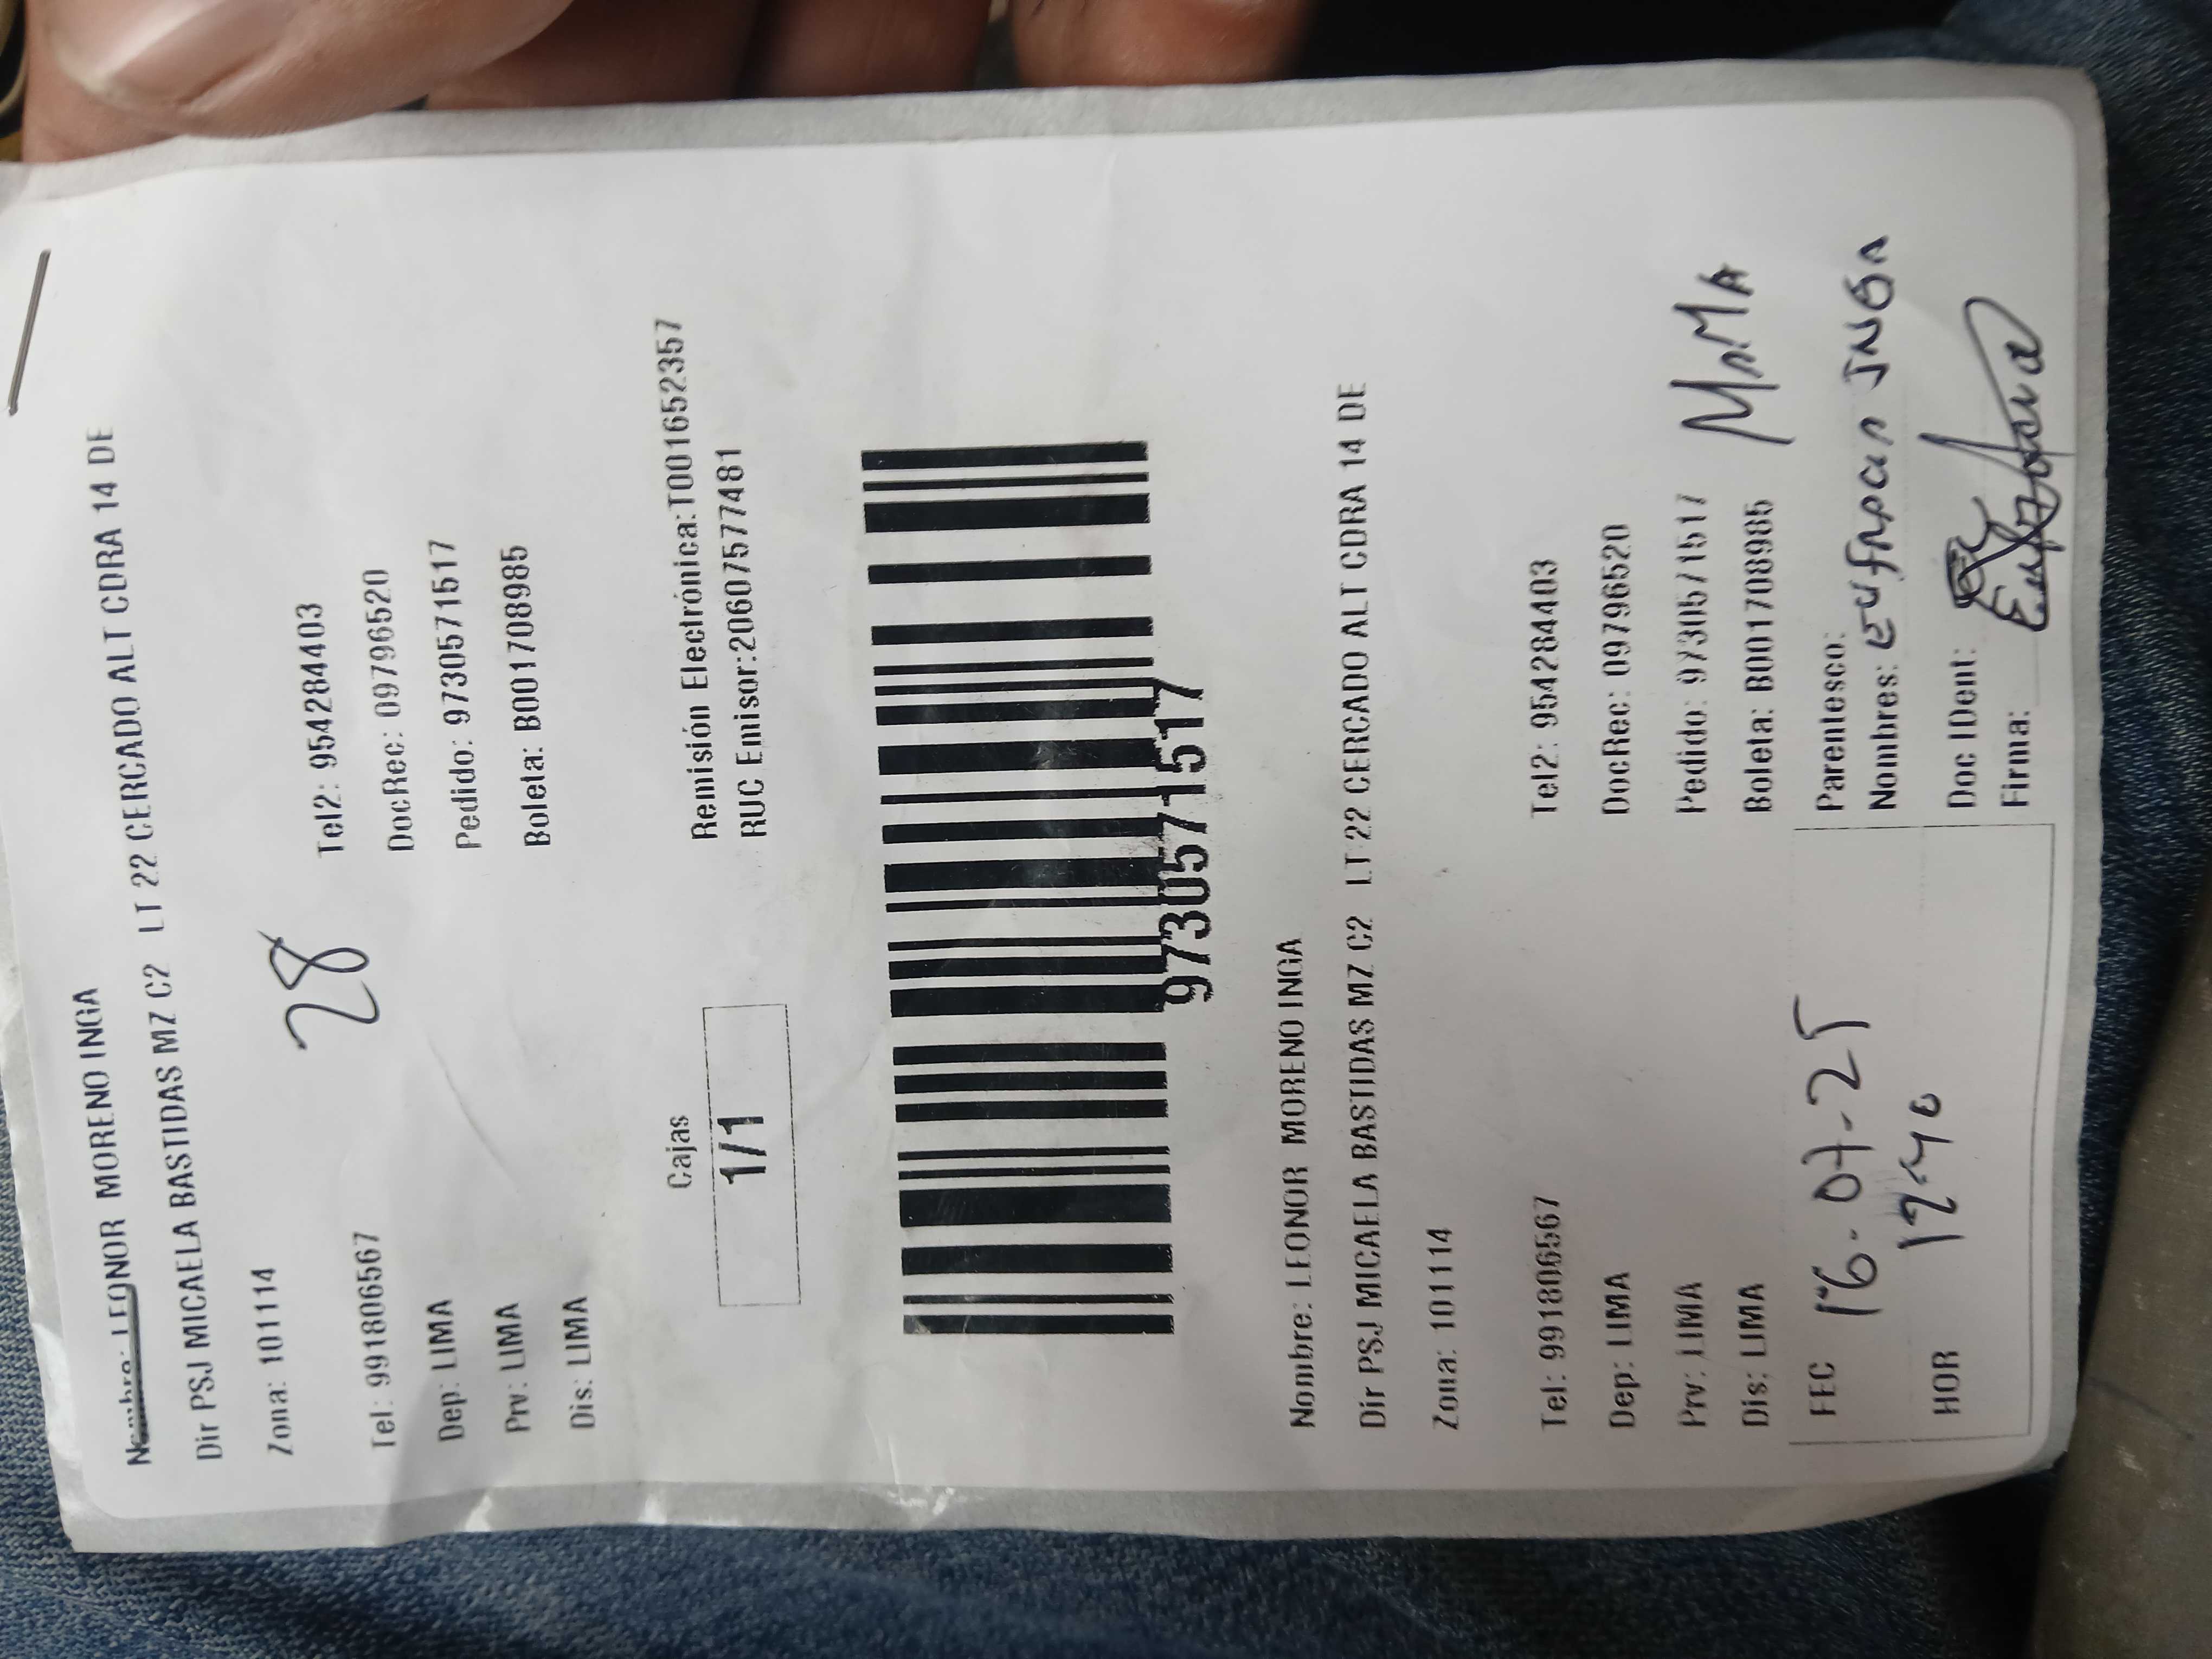 Nombre: LEONOR MORENO INGA
Dir PSJ MICAELA BASTIDAS MZ C2 LT 22 CERCADO ALT CDRA 14 DE
Zona: 101114
28
Tel: 991806567 Tel2: 954284403
Dep: LIMA DocRec: 09796520
Prv: LIMA Pedido: 9730571517
Dis: LIMA Boleta: B001708985
Cajas
1/1
Remisión Electrónica:T001652357
RUC Emisor:20607577481
9730571517
Nombre: LEONOR MORENO INGA
Dir PSJ MICAELA BASTIDAS MZ C2 LT 22 CERCADO ALT CDRA 14 DE
Zona: 101114
Tel: 991806567 Tel2: 954284403
Dep: LIMA DocRec: 09796520
Prv: LIMA Pedido: 9730571517
Dis: LIMA Boleta: B001708985
MAMA
FEC 16-07-25 Parentesco:
Nombres: INGA
HOR 12:40 Doc IDent:
Firma: